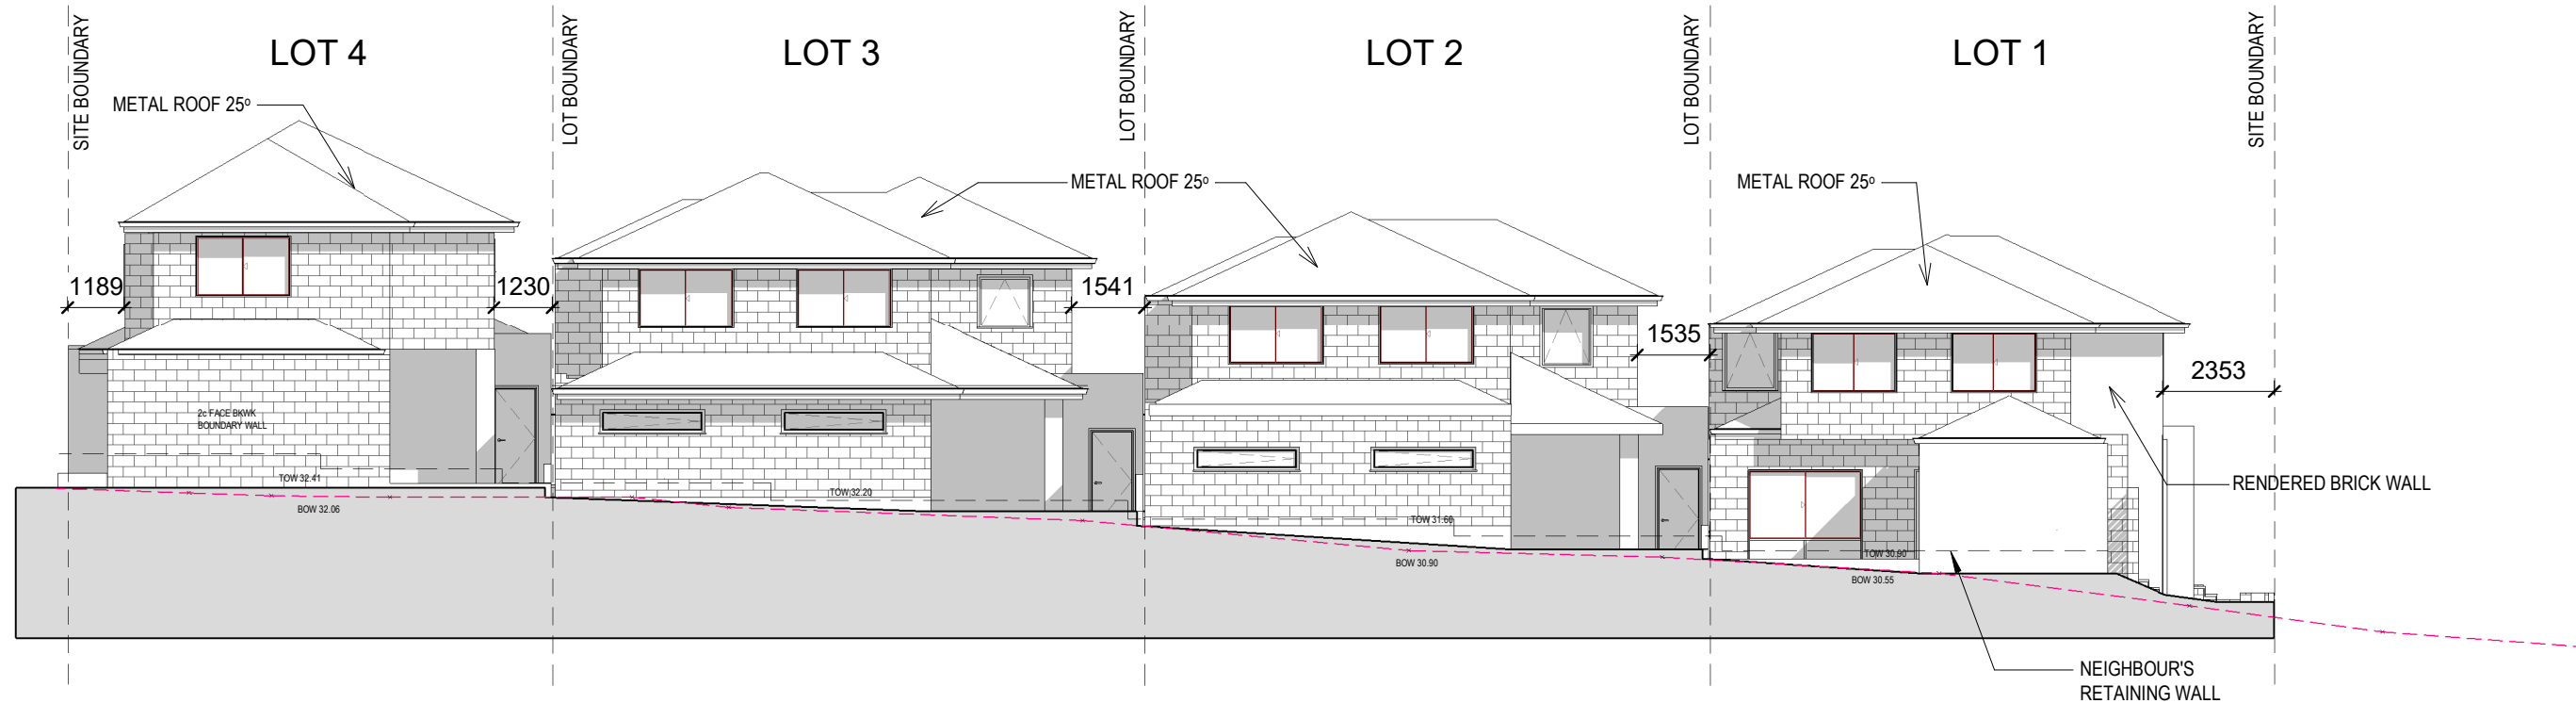 SITE BOUNDARY
LOT 4
LOT BOUNDARY
LOT 3
LOT BOUNDARY
LOT 2
LOT BOUNDARY
LOT 1
SITE BOUNDARY
METAL ROOF 25º
METAL ROOF 25º
METAL ROOF 25º
1189
1230
1541
1535
2353
2c FACE BKWK
BOUNDARY WALL
TOW 32.41
BOW 32.06
TOW 32.20
TOW 31.60
BOW 30.90
TOW 30.90
BOW 30.55
RENDERED BRICK WALL
NEIGHBOUR'S
RETAINING WALL